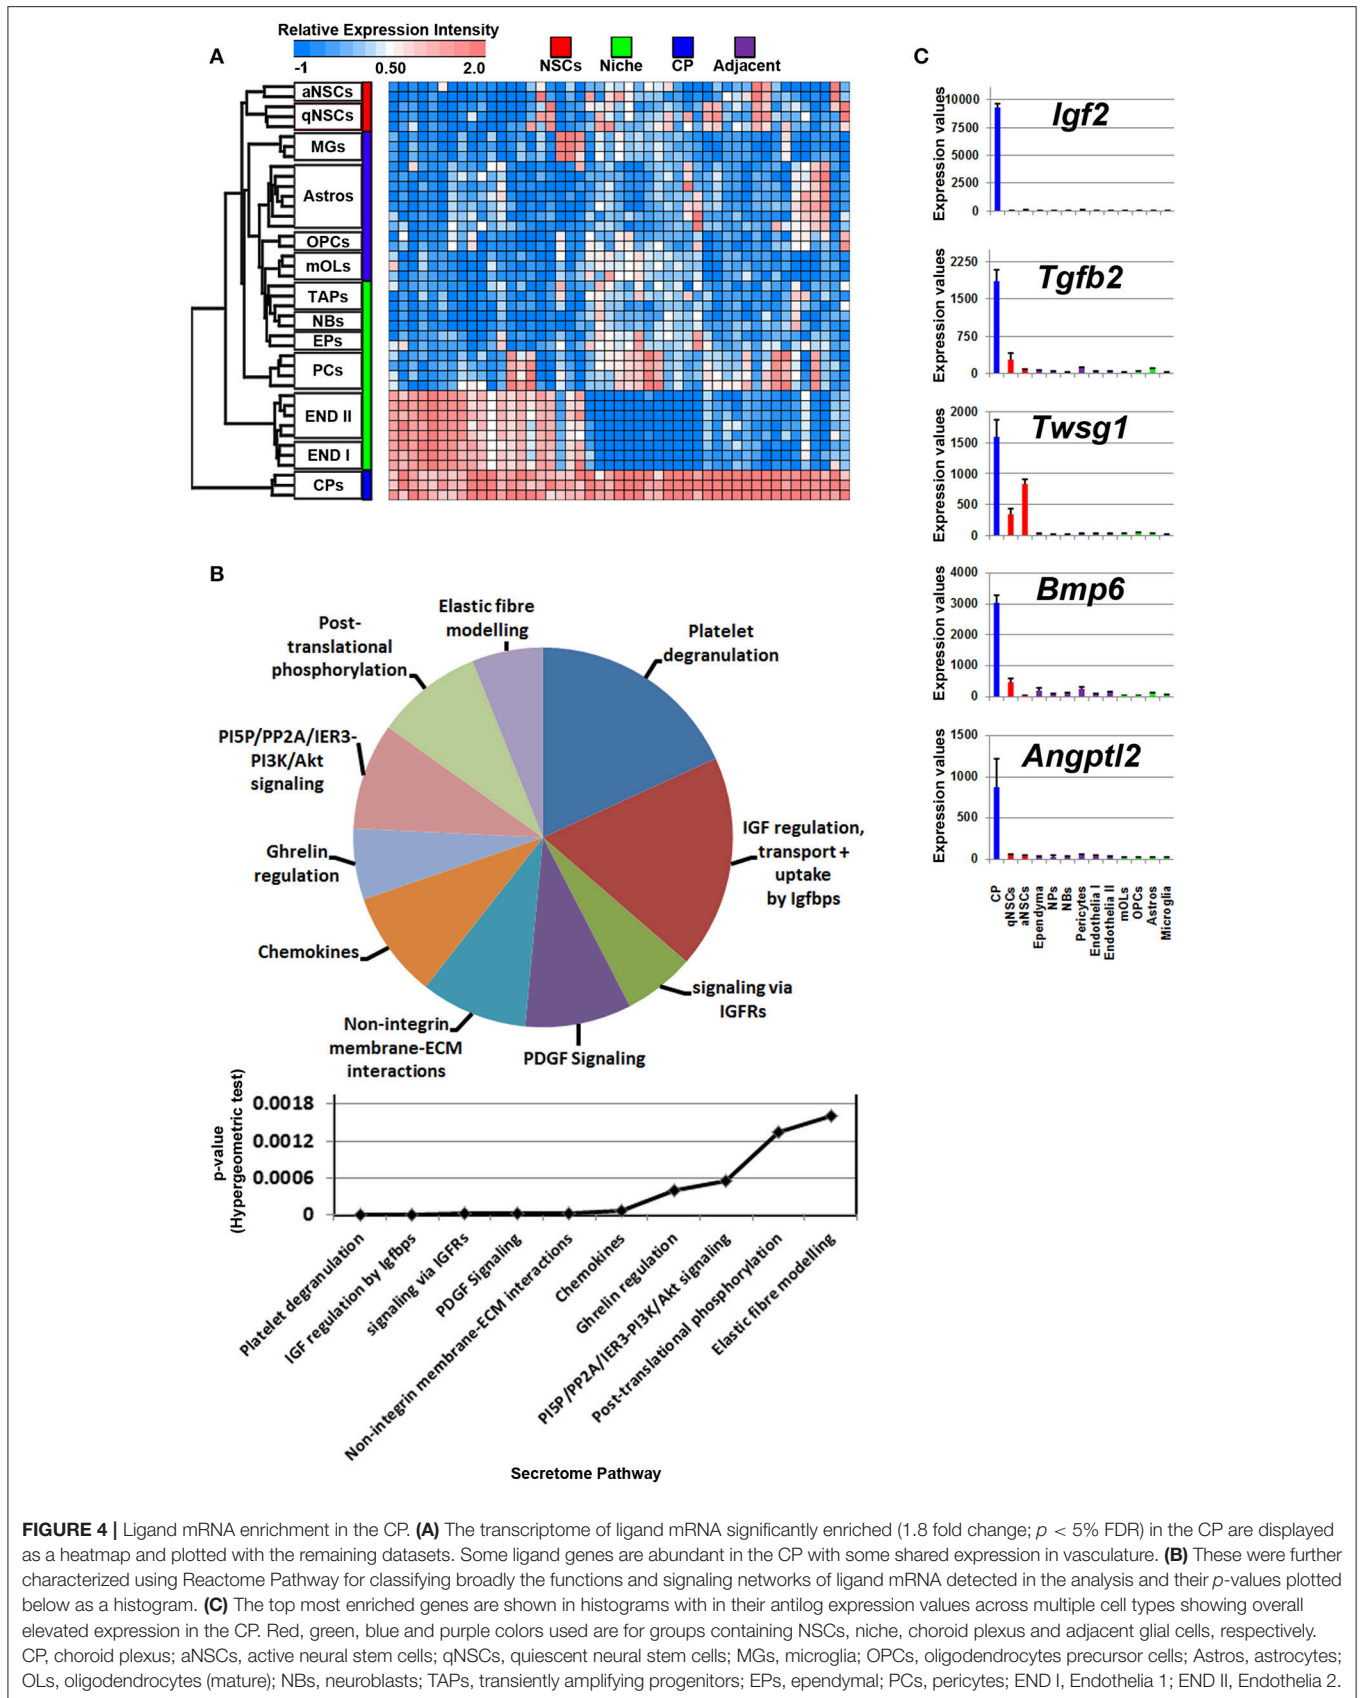 A
Relative Expression Intensity
-1 0.50 2.0
NSCs Niche CP Adjacent
aNSCs
qNSCs
MGs
Astros
OPCs
mOLs
TAPs
NBs
EPs
PCs
END II
END I
CPs
B
Elastic fibre
modelling
Post-
translational
phosphorylation
Platelet
degranulation
PI5P/PP2A/IER3-
PI3K/Akt
signaling
IGF regulation,
transport +
uptake
by Igfbps
Ghrelin
regulation
Chemokines
signaling via
IGFRs
Non-integrin
membrane-ECM
interactions
PDGF Signaling
p-value
(Hypergeometric test)
0.0018
0.0012
0.0006
0
Platelet degranulation
IGF regulation by Igfbps
signaling via IGFRs
PDGF Signaling
Non-integrin membrane-ECM interactions
Chemokines
Ghrelin regulation
PI5P/PP2A/IER3-PI3K/Akt signaling
Post-translational phosphorylation
Elastic fibre modelling
Secretome Pathway
C
Expression values
10000
7500
5000
2500
0
Igf2
Expression values
2250
1500
750
0
Tgfb2
Expression values
2000
1500
1000
500
0
Twsg1
Expression values
4000
3000
2000
1000
0
Bmp6
Expression values
1500
1000
500
0
Angptl2
CP
qNSCs
aNSCs
Ependyma
NPs
NBs
Pericytes
Endothelia I
Endothelia II
mOLs
OPCs
Astros
Microglia
FIGURE 4 | Ligand mRNA enrichment in the CP. (A) The transcriptome of ligand mRNA significantly enriched (1.8 fold change; p < 5% FDR) in the CP are displayed
as a heatmap and plotted with the remaining datasets. Some ligand genes are abundant in the CP with some shared expression in vasculature. (B) These were further
characterized using Reactome Pathway for classifying broadly the functions and signaling networks of ligand mRNA detected in the analysis and their p-values plotted
below as a histogram. (C) The top most enriched genes are shown in histograms with in their antilog expression values across multiple cell types showing overall
elevated expression in the CP. Red, green, blue and purple colors used are for groups containing NSCs, niche, choroid plexus and adjacent glial cells, respectively.
CP, choroid plexus; aNSCs, active neural stem cells; qNSCs, quiescent neural stem cells; MGs, microglia; OPCs, oligodendrocytes precursor cells; Astros, astrocytes;
OLs, oligodendrocytes (mature); NBs, neuroblasts; TAPs, transiently amplifying progenitors; EPs, ependymal; PCs, pericytes; END I, Endothelia 1; END II, Endothelia 2.